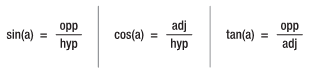 sin(a) = opp/hyp
cos(a) = adj/hyp
tan(a) = opp/adj